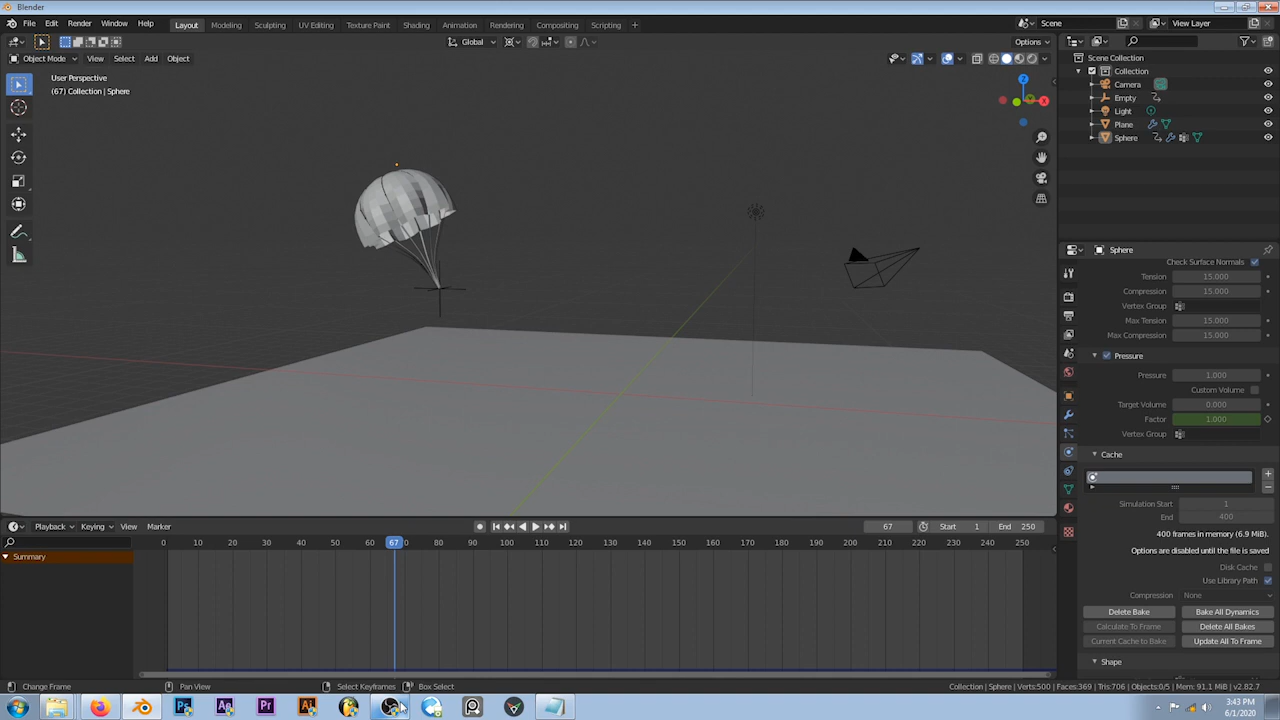 Blender
File Edit Render Window Help
Layout Modeling Sculpting UV Editing Texture Paint Shading Animation Rendering Compositing Scripting +
Scene
View Layer
Global
Options
Object Mode View Select Add Object
User Perspective
(67) Collection | Sphere
Z
X
Scene Collection
Collection
Camera
Empty
Light
Plane
Sphere
Sphere
Check Surface Normals
Tension 15.000
Compression 15.000
Vertex Group
Max Tension 15.000
Max Compression 15.000
Pressure
Pressure 1.000
Custom Volume
Target Volume 0.000
Factor 1.000
Vertex Group
Cache
Simulation Start 1
End 400
400 frames in memory (6.9 MiB).
Options are disabled until the file is saved
Disk Cache
Use Library Path
Compression None
Delete Bake Bake All Dynamics
Calculate To Frame Delete All Bakes
Current Cache to Bake Update All To Frame
Shape
Playback Keying View Marker
67 Start 1 End 250
0 10 20 30 40 50 60 67 70 80 90 100 110 120 130 140 150 160 170 180 190 200 210 220 230 240 250
Summary
Change Frame Pan View Select Keyframes Box Select
Collection | Sphere | Verts:500 | Faces:369 | Tris:706 | Objects:0/5 | Mem: 91.1 MiB | v2.82.7
Ps Ae Pr Ai
3:43 PM
6/1/2020